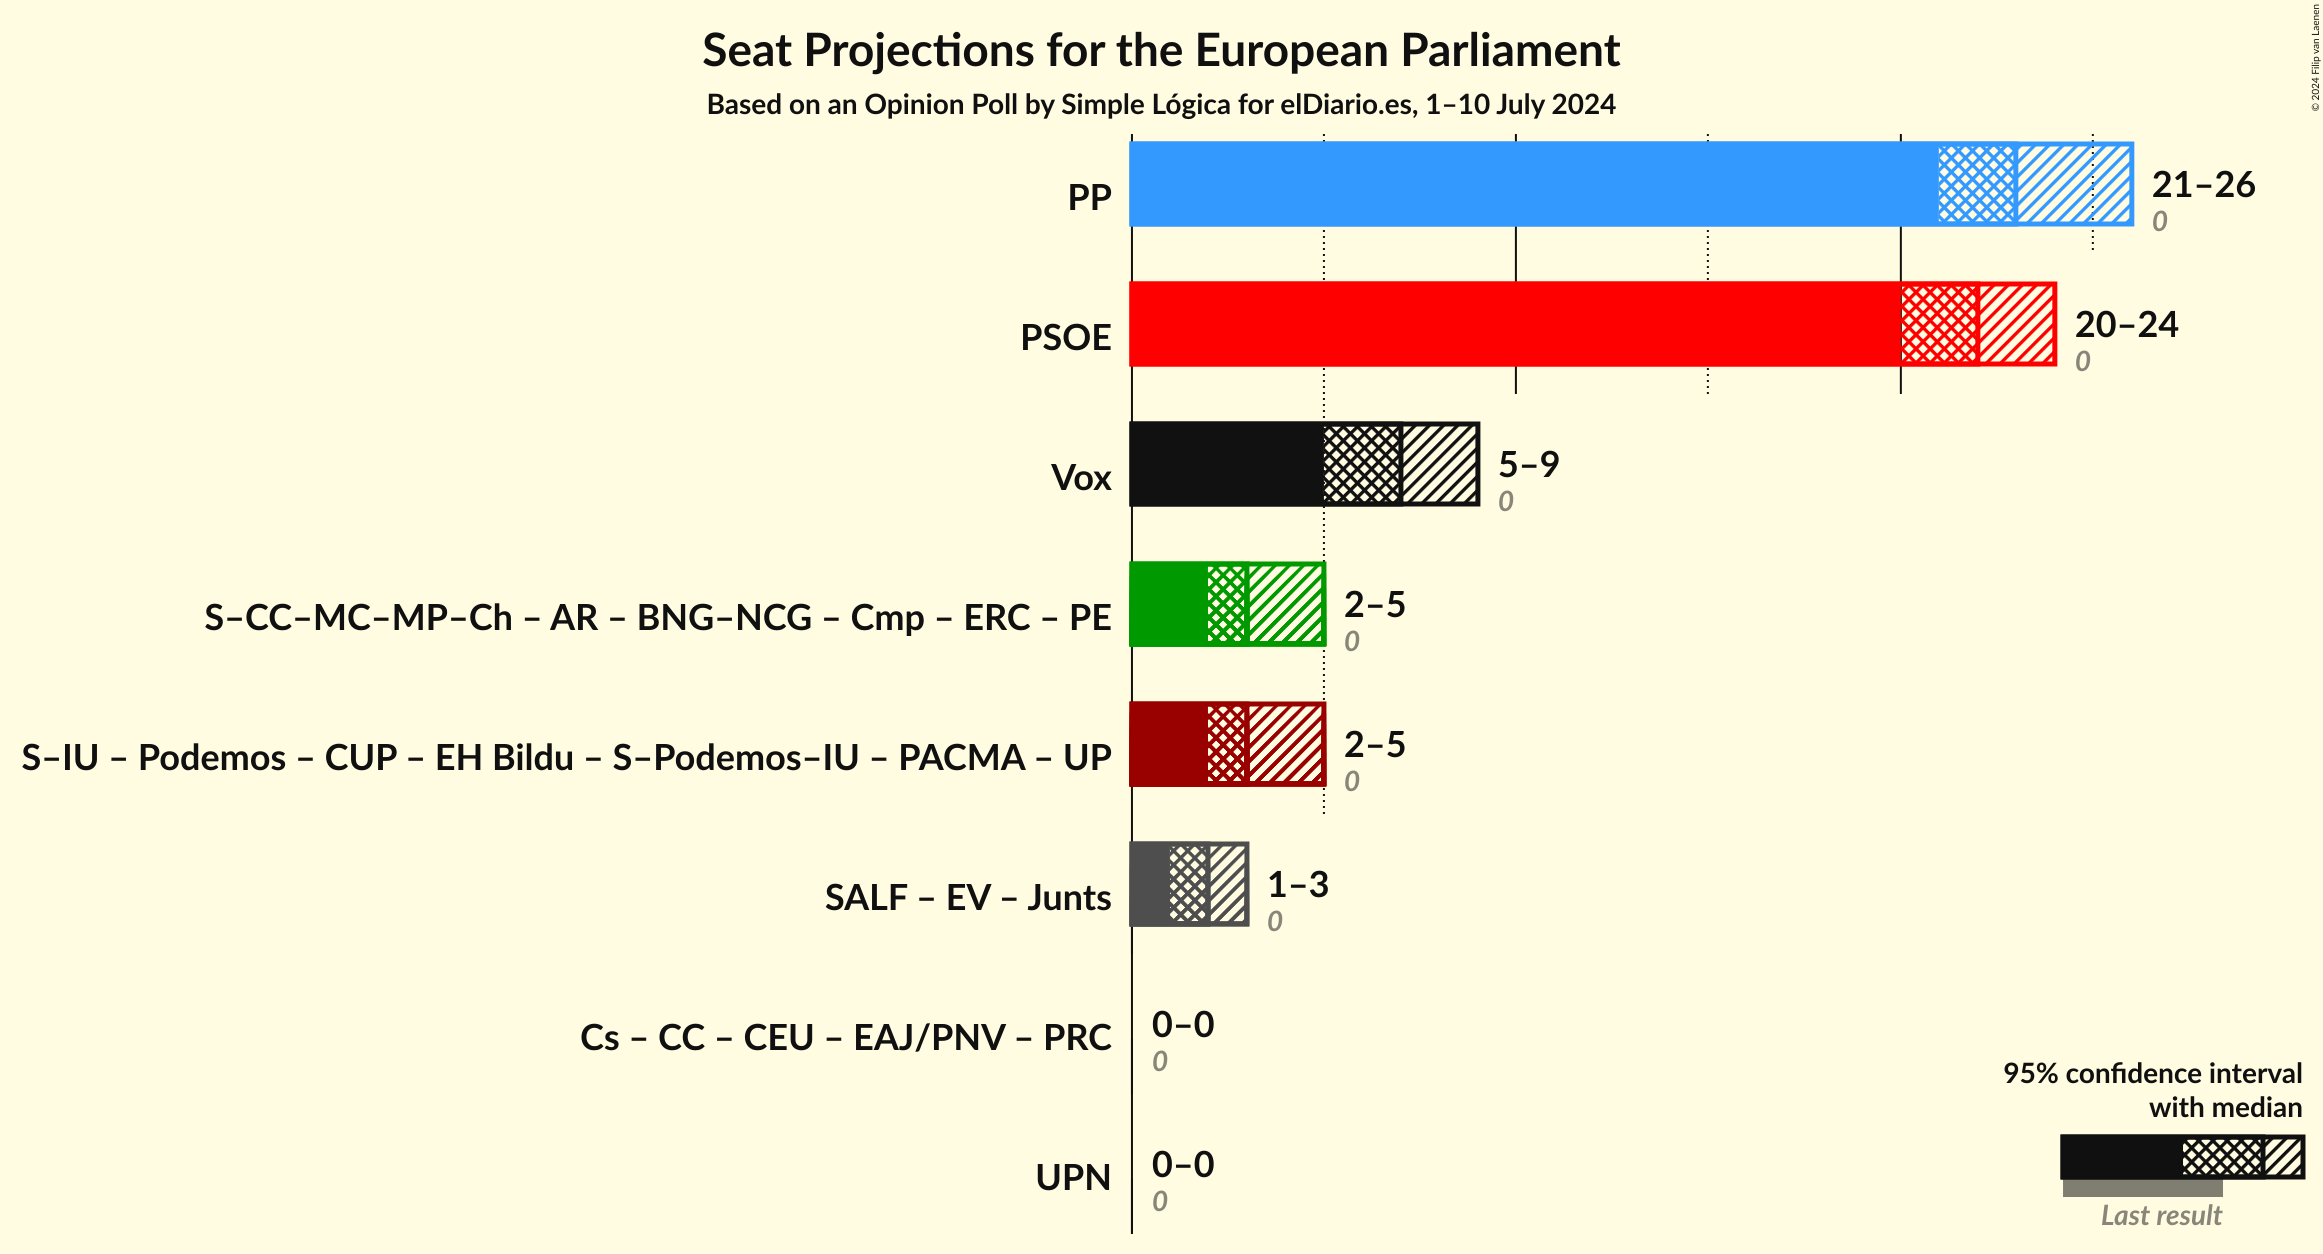 Seat Projections for the European Parliament
Based on an Opinion Poll by Simple Lógica for elDiario.es, 1–10 July 2024
© 2024 Filip van Laenen
PP
21–26
0
PSOE
20–24
0
Vox
5–9
0
S–CC–MC–MP–Ch – AR – BNG–NCG – Cmp – ERC – PE
2–5
0
S–IU – Podemos – CUP – EH Bildu – S–Podemos–IU – PACMA – UP
2–5
0
SALF – EV – Junts
1–3
0
Cs – CC – CEU – EAJ/PNV – PRC
0–0
0
UPN
0–0
0
95% confidence interval
with median
Last result